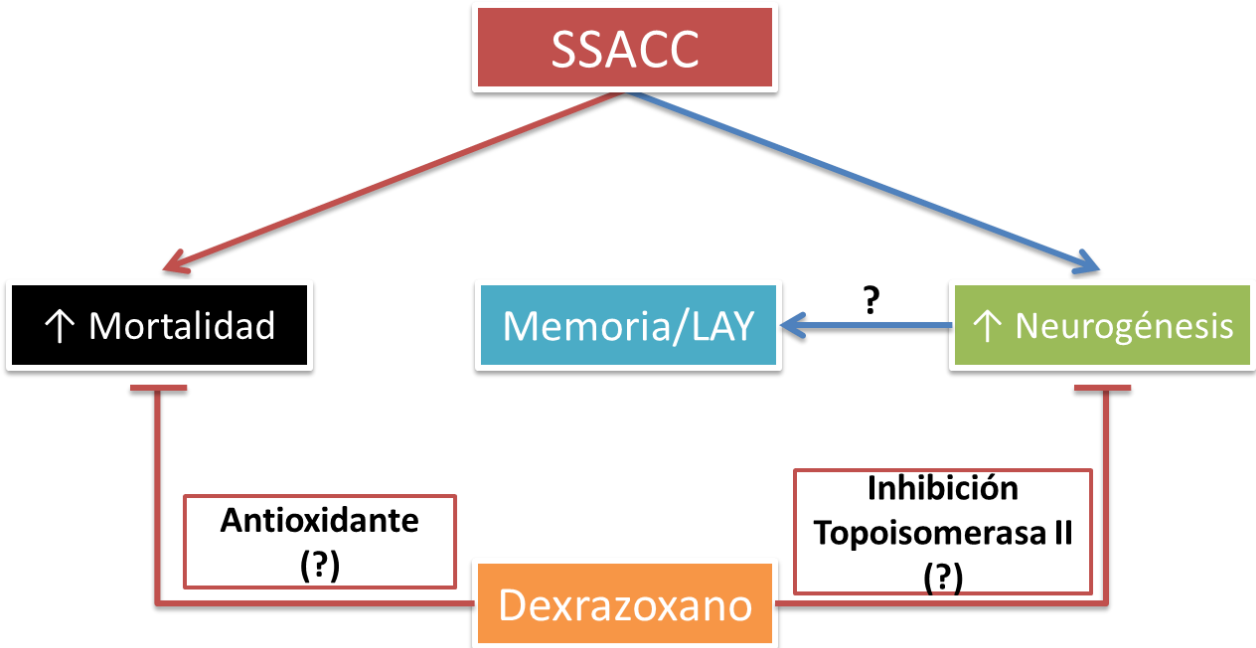 SSACC
↑ Mortalidad
Memoria/LAY
?
↑ Neurogénesis
Antioxidante
(?)
Inhibición
Topoisomerasa II
(?)
Dexrazoxano